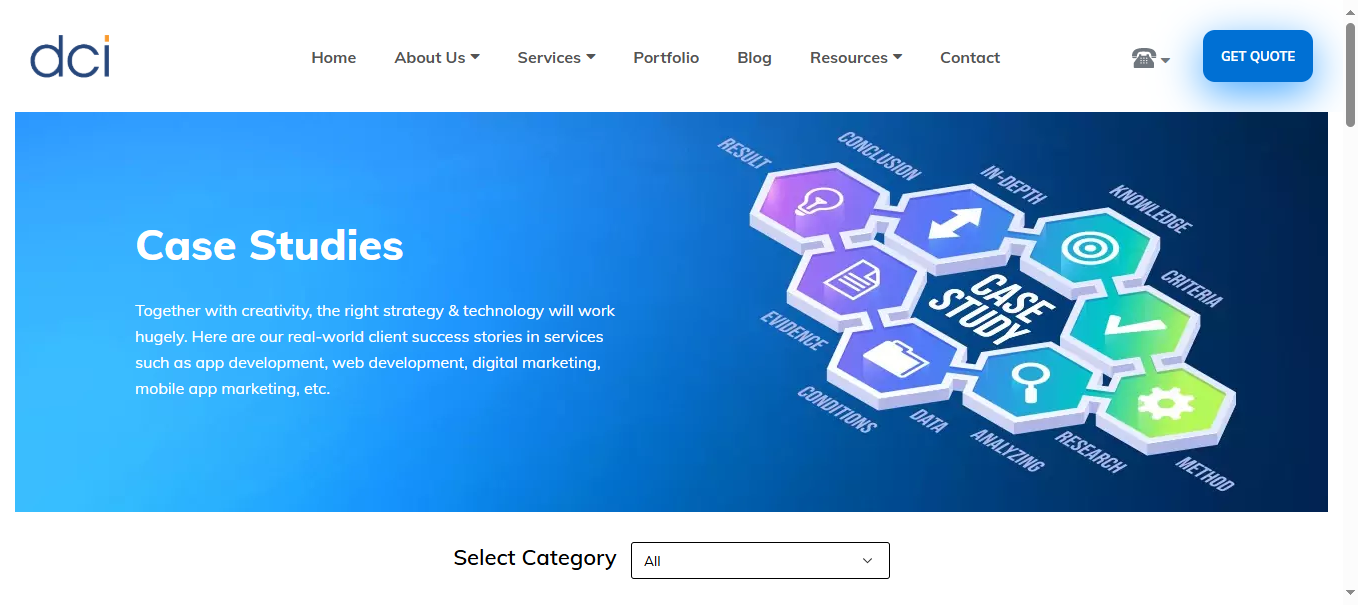 dci
Home
About Us
Services
Portfolio
Blog
Resources
Contact
GET QUOTE
Case Studies
Together with creativity, the right strategy & technology will work
hugely. Here are our real-world client success stories in services
such as app development, web development, digital marketing,
mobile app marketing, etc.
RESULT
CONCLUSION
IN-DEPTH
KNOWLEDGE
CRITERIA
CASE
STUDY
EVIDENCE
CONDITIONS
DATA
ANALYZING
RESEARCH
METHOD
Select Category
All